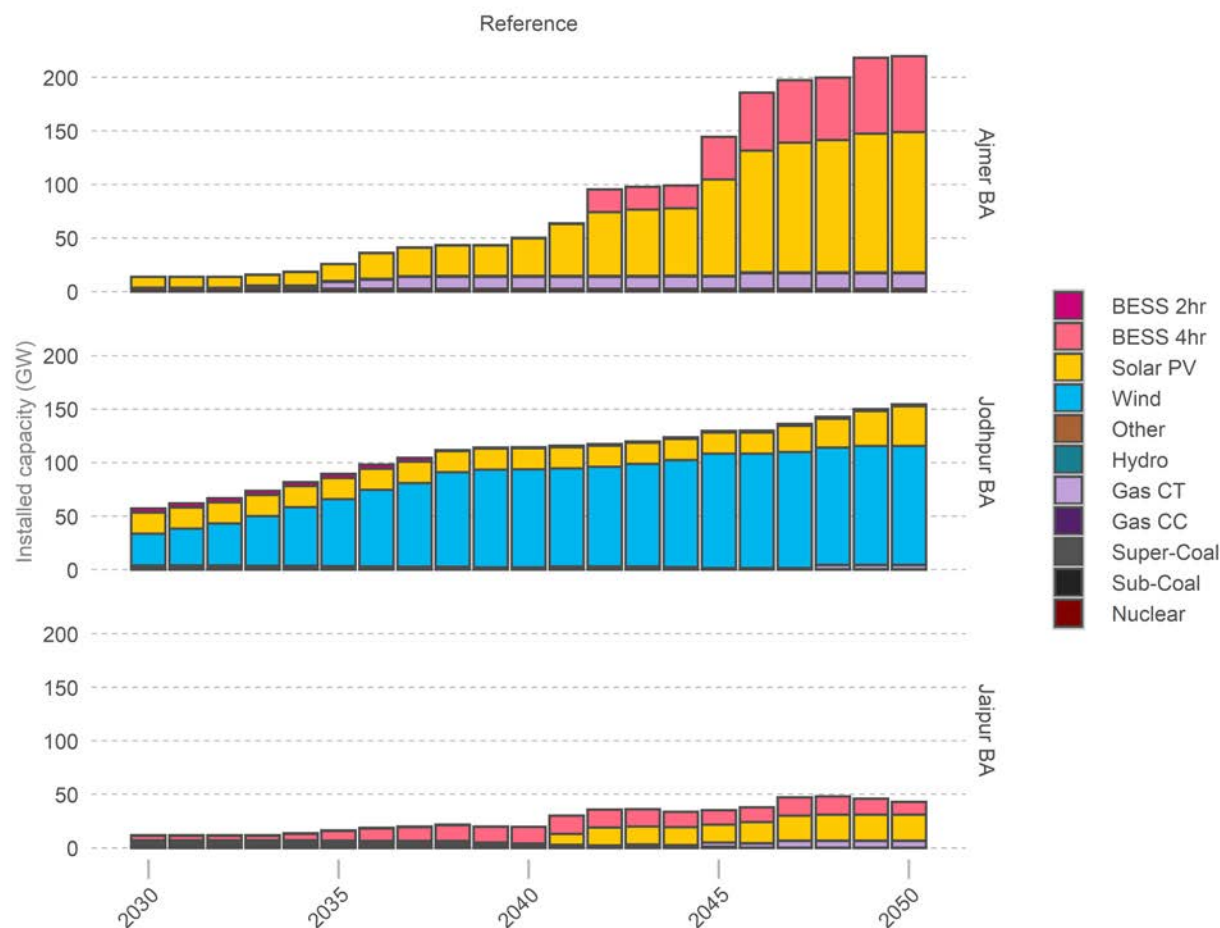 Reference
Installed capacity (GW)
200
150
100
50
0
Ajmer BA
200
150
100
50
0
Jodhpur BA
200
150
100
50
0
Jaipur BA
2030
2035
2040
2045
2050
BESS 2hr
BESS 4hr
Solar PV
Wind
Other
Hydro
Gas CT
Gas CC
Super-Coal
Sub-Coal
Nuclear